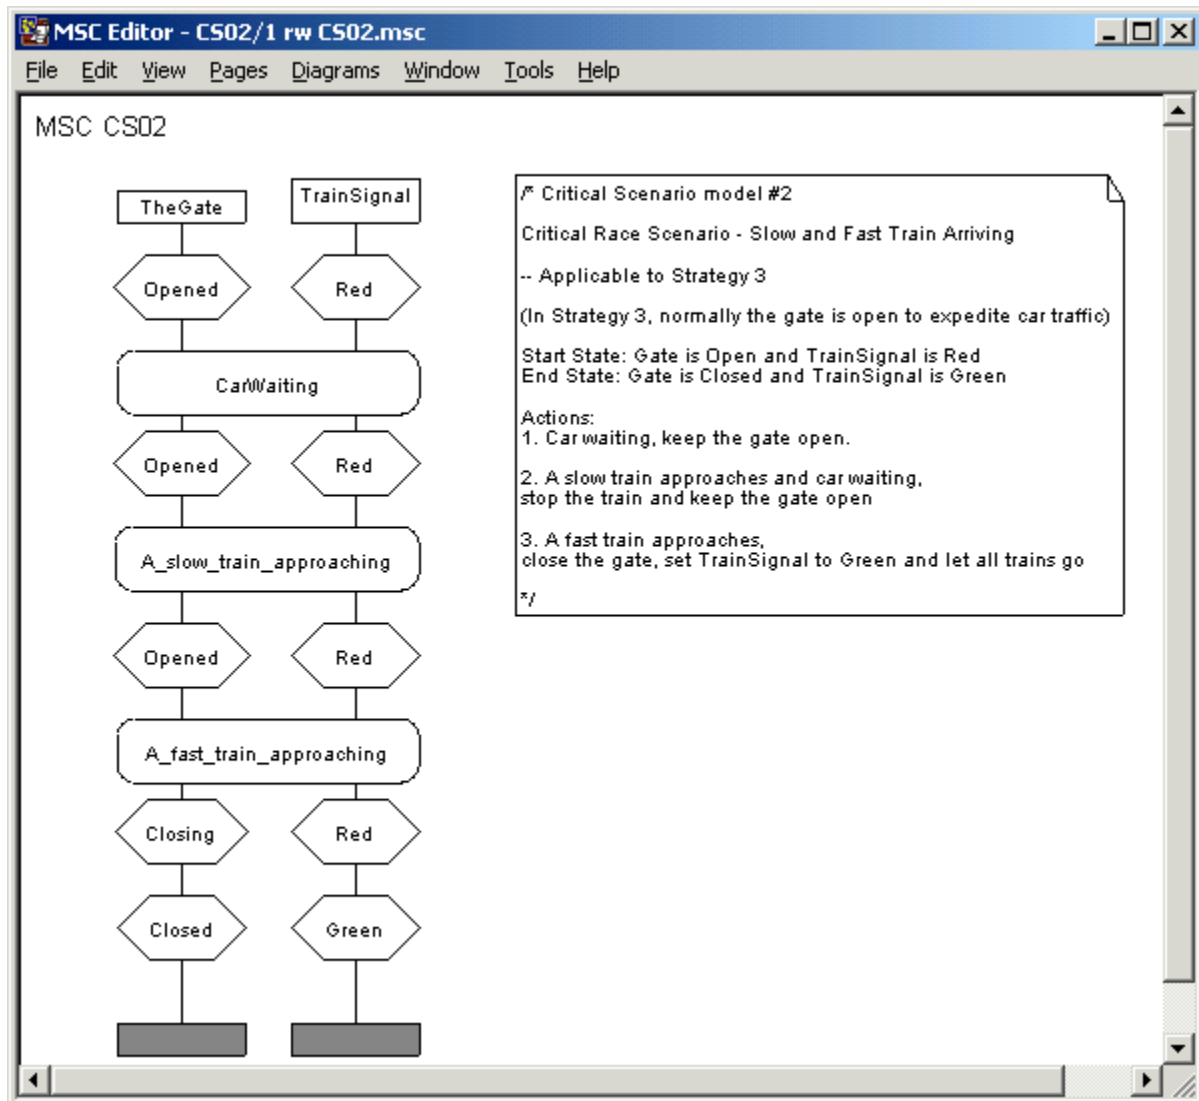 MSC Editor - CS02/1 rw CS02.msc
File Edit View Pages Diagrams Window Tools Help
MSC CS02
TheGate
TrainSignal
Opened
Red
CarWaiting
Opened
Red
A_slow_train_approaching
Opened
Red
A_fast_train_approaching
Closing
Red
Closed
Green
/* Critical Scenario model #2
Critical Race Scenario - Slow and Fast Train Arriving
-- Applicable to Strategy 3
(In Strategy 3, normally the gate is open to expedite car traffic)
Start State: Gate is Open and TrainSignal is Red
End State: Gate is Closed and TrainSignal is Green
Actions:
1. Car waiting, keep the gate open.
2. A slow train approaches and car waiting,
stop the train and keep the gate open
3. A fast train approaches,
close the gate, set TrainSignal to Green and let all trains go
*/